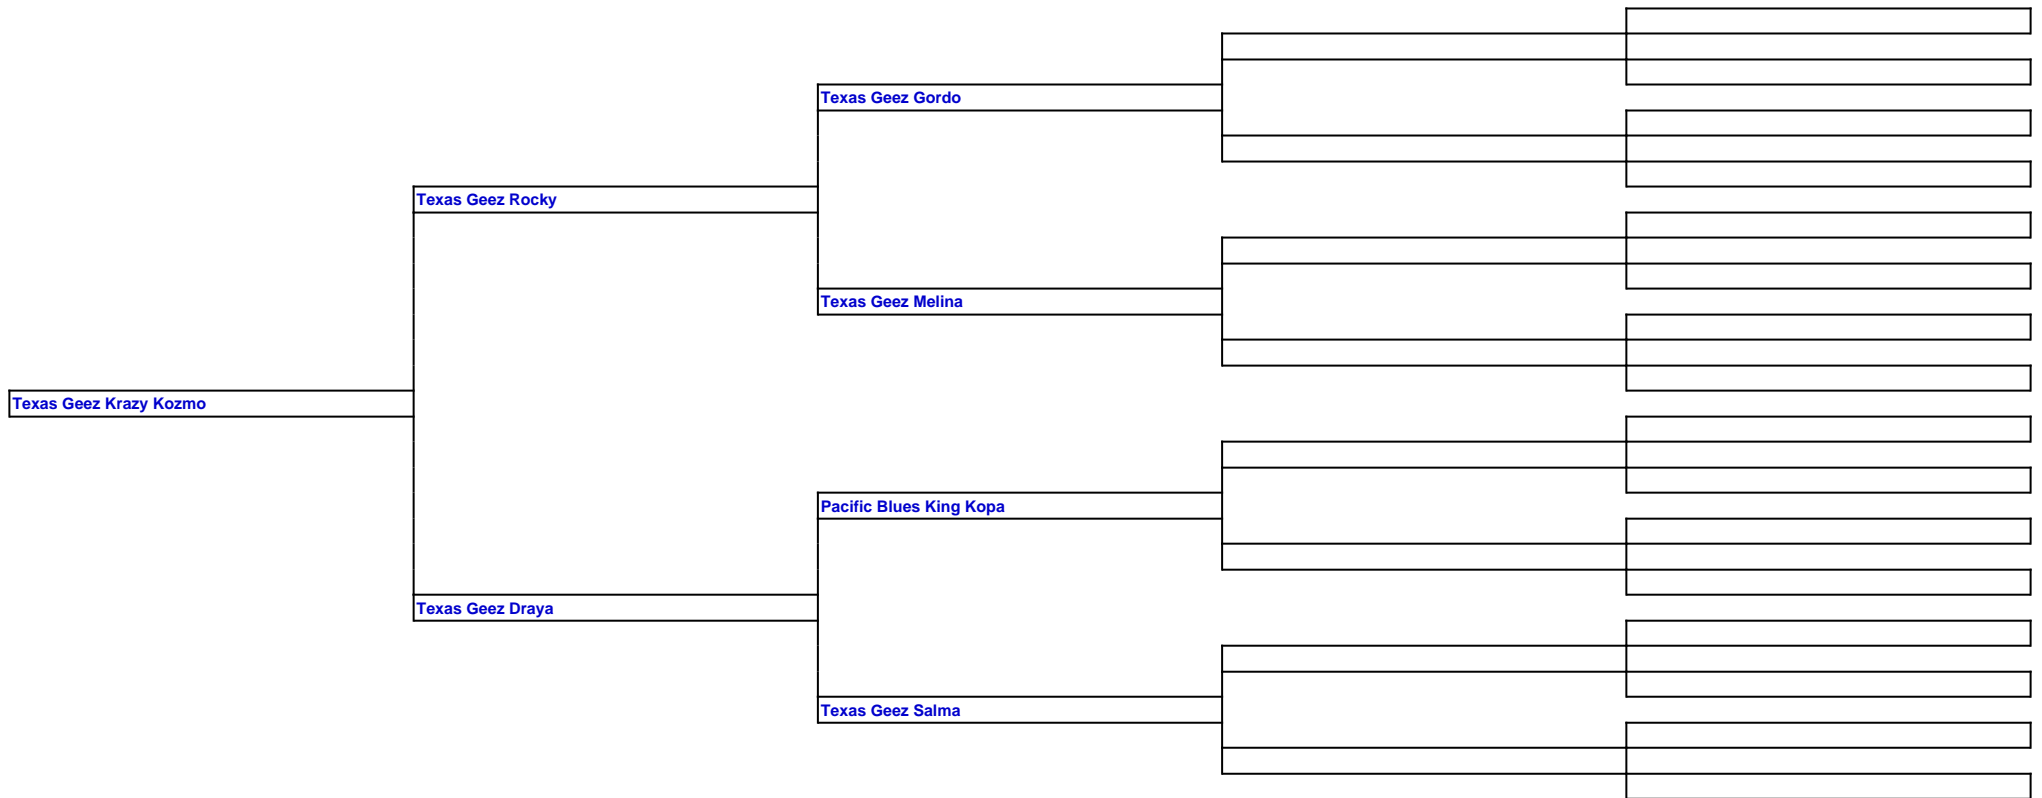 Texas Geez Gordo
Texas Geez Rocky
Texas Geez Melina
Texas Geez Krazy Kozmo
Pacific Blues King Kopa
Texas Geez Draya
Texas Geez Salma